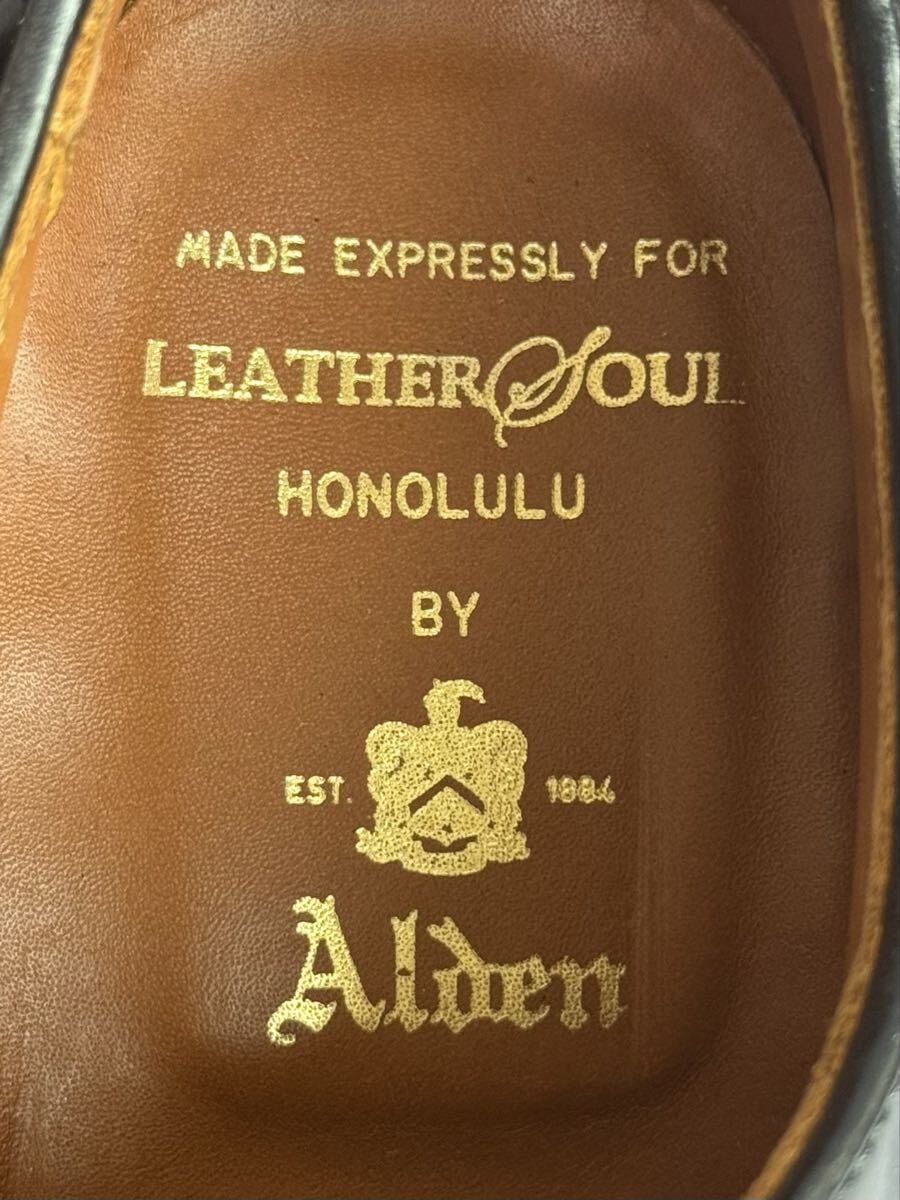 MADE EXPRESSLY FOR
LEATHER SOUL
HONOLULU
BY
EST. 1884
Alden